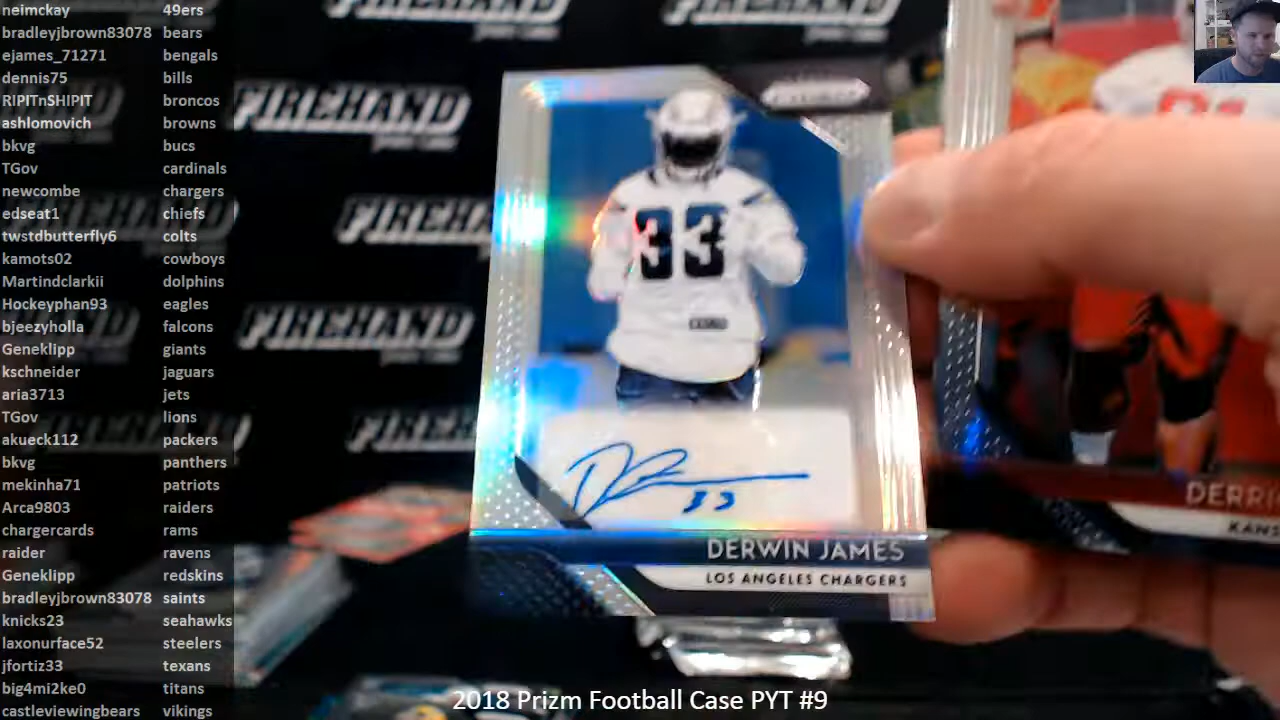 neimckay 49ers
bradleyjbrown83078 bears
ejames_71271 bengals
dennis75 bills
RIPITnSHIPIT broncos
ashlomovich browns
bkvg bucs
TGov cardinals
newcombe chargers
edseat1 chiefs
twstdbutterfly6 colts
kamots02 cowboys
Martindclarkii dolphins
Hockeyphan93 eagles
bjeezyholla falcons
Geneklipp giants
kschneider jaguars
aria3713 jets
TGov lions
akueck112 packers
bkvg panthers
mekinha71 patriots
Arca9803 raiders
chargercards rams
raider ravens
Geneklipp redskins
bradleyjbrown83078 saints
knicks23 seahawks
laxonurface52 steelers
jfortiz33 texans
big4mi2ke0 titans
castleviewingbears vikings
FIREHAND
FIREHAND
FIREHAND
FIREHAND
33
33
DERWIN JAMES
LOS ANGELES CHARGERS
DERRI
KANS
2018 Prizm Football Case PYT #9